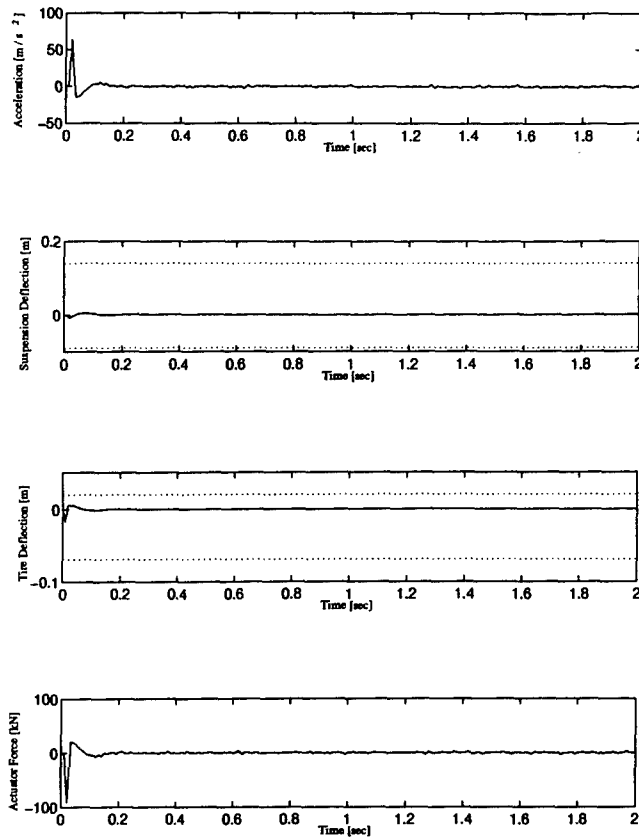 Acceleration [m / s 2]
100
50
0
−50
0 0.2 0.4 0.6 0.8 1 1.2 1.4 1.6 1.8 2
Time [sec]
Suspension Deflection [m]
0.2
0
0 0.2 0.4 0.6 0.8 1 1.2 1.4 1.6 1.8 2
Time [sec]
Tire Deflection [m]
0
−0.1
0 0.2 0.4 0.6 0.8 1 1.2 1.4 1.6 1.8 2
Time [sec]
Actuator Force [kN]
100
0
−100
0 0.2 0.4 0.6 0.8 1 1.2 1.4 1.6 1.8 2
Time [sec]